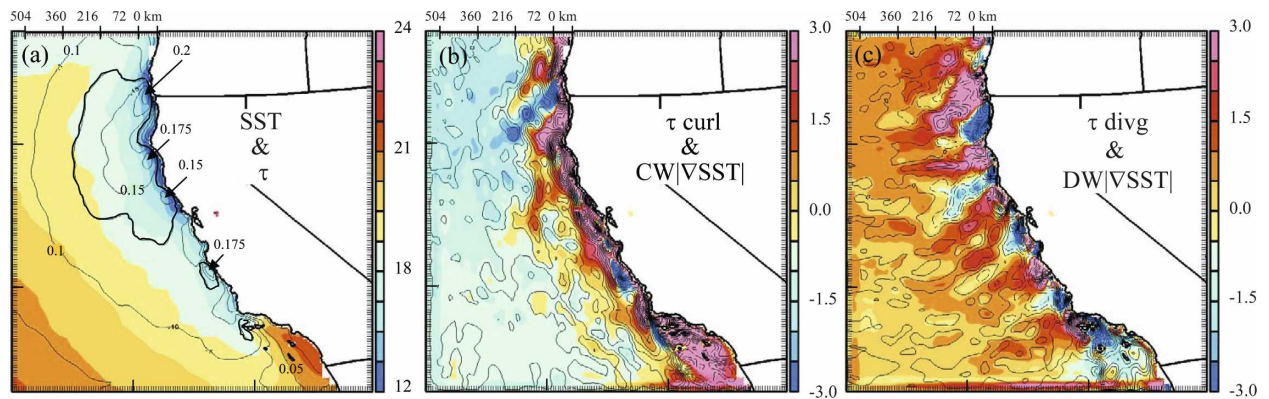 504 360 216 72 0 km
504 360 216 72 0 km
504 360 216 72 0 km
(a)
0.1
0.2
SST
&
τ
0.175
0.15
0.15
0.175
0.1
.10
0.05
24
21
18
12
(b)
τ curl
&
CW|∇SST|
3.0
1.5
0.0
-1.5
-3.0
(c)
τ divg
&
DW|∇SST|
3.0
1.5
0.0
-1.5
-3.0